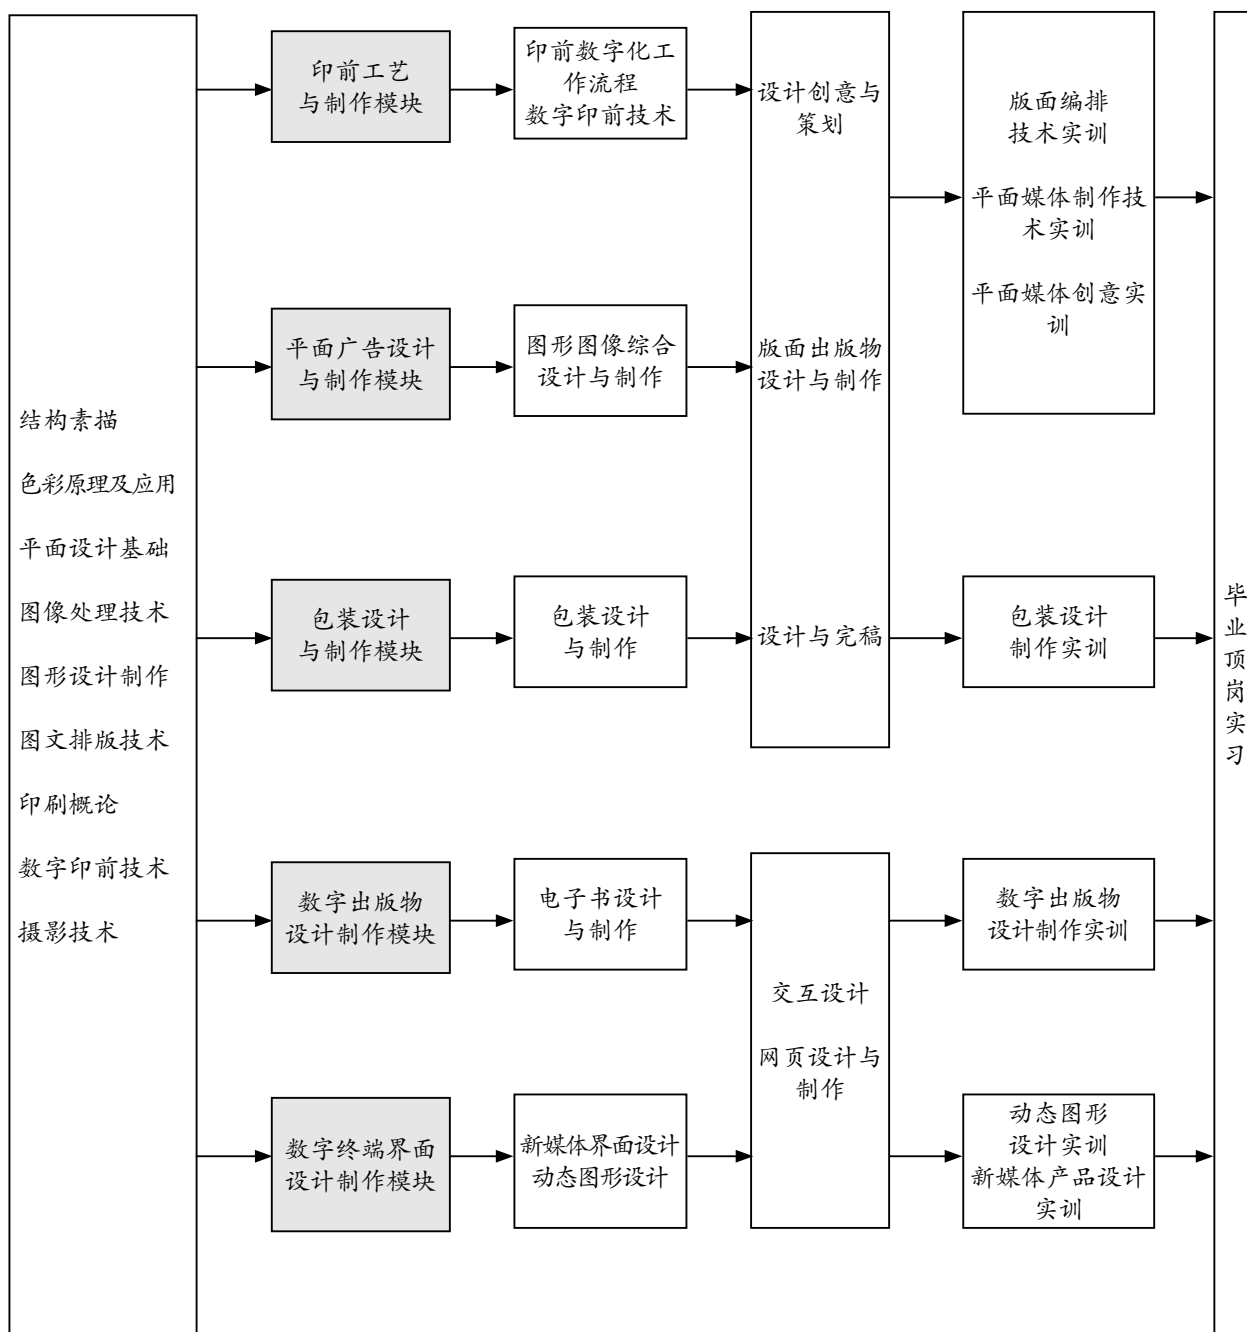 结构素描
色彩原理及应用
平面设计基础
图像处理技术
图形设计制作
图文排版技术
印刷概论
数字印前技术
摄影技术
印前工艺
与制作模块
平面广告设计
与制作模块
包装设计
与制作模块
数字出版物
设计制作模块
数字终端界面
设计制作模块
印前数字化工
作流程
数字印前技术
图形图像综合
设计与制作
包装设计
与制作
电子书设计
与制作
新媒体界面设计
动态图形设计
设计创意与
策划
版面出版物
设计与制作
设计与完稿
交互设计
网页设计与
制作
版面编排
技术实训
平面媒体制作技
术实训
平面媒体创意实
训
包装设计
制作实训
数字出版物
设计制作实训
动态图形
设计实训
新媒体产品设计
实训
毕
业
顶
岗
实
习